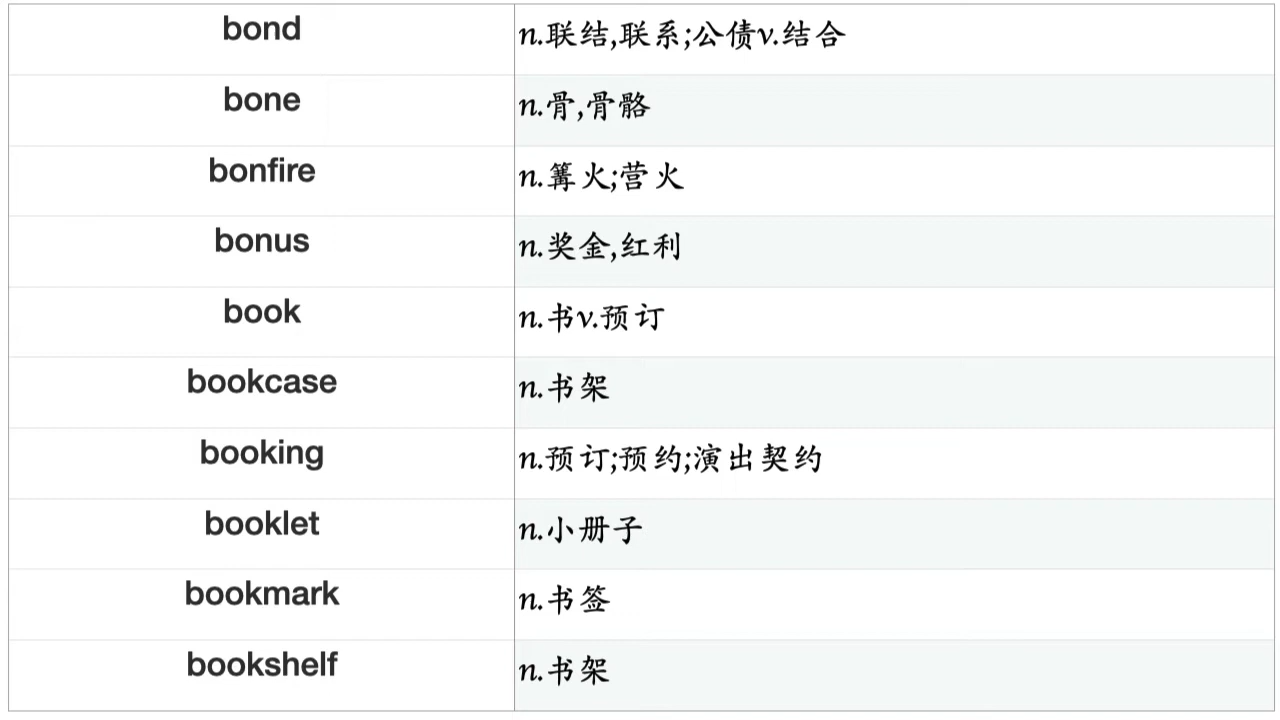 bond n.联结,联系;公债v.结合
bone n.骨,骨骼
bonfire n.篝火;营火
bonus n.奖金,红利
book n.书v.预订
bookcase n.书架
booking n.预订;预约;演出契约
booklet n.小册子
bookmark n.书签
bookshelf n.书架